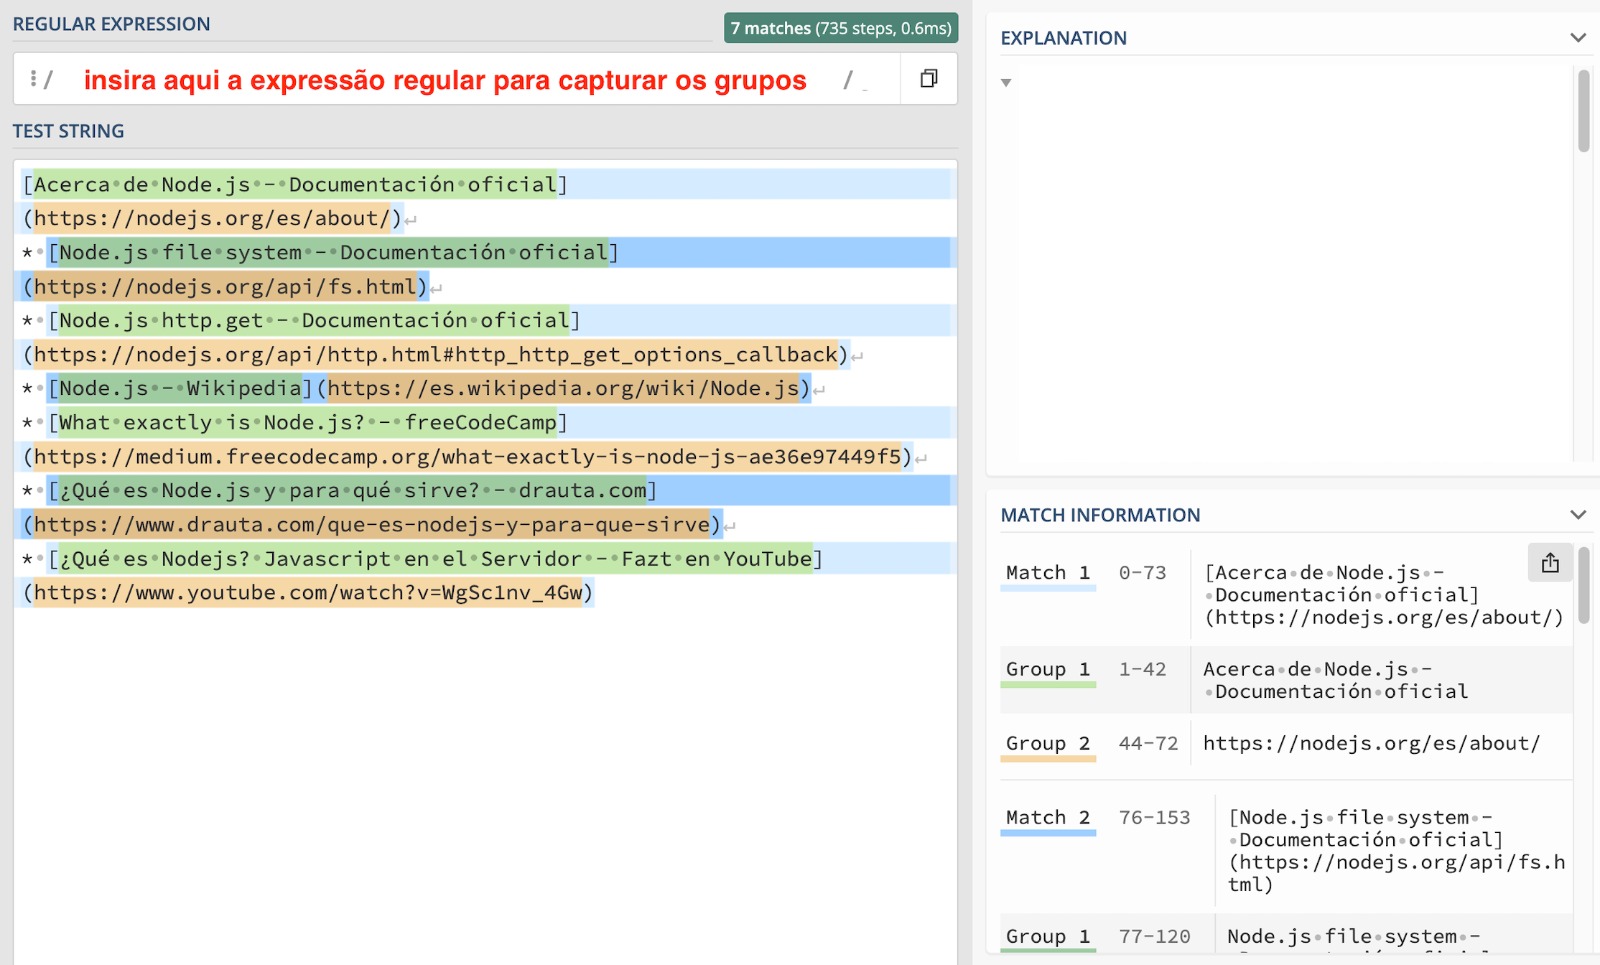 REGULAR EXPRESSION
7 matches (735 steps, 0.6ms)
/ insira aqui a expressão regular para capturar os grupos / _
TEST STRING
[Acerca·de·Node.js·-·Documentación·oficial]
(https://nodejs.org/es/about/)↵
*·[Node.js·file·system·-·Documentación·oficial]
(https://nodejs.org/api/fs.html)↵
*·[Node.js·http.get·-·Documentación·oficial]
(https://nodejs.org/api/http.html#http_http_get_options_callback)↵
*·[Node.js·-·Wikipedia](https://es.wikipedia.org/wiki/Node.js)↵
*·[What·exactly·is·Node.js?·-·freeCodeCamp]
(https://medium.freecodecamp.org/what-exactly-is-node-js-ae36e97449f5)↵
*·[¿Qué·es·Node.js·y·para·qué·sirve?·-·drauta.com]
(https://www.drauta.com/que-es-nodejs-y-para-que-sirve)↵
*·[¿Qué·es·Nodejs?·Javascript·en·el·Servidor·-·Fazt·en·YouTube]
(https://www.youtube.com/watch?v=WgSc1nv_4Gw)
EXPLANATION
MATCH INFORMATION
Match 1 0-73 [Acerca·de·Node.js·-
·Documentación·oficial]
(https://nodejs.org/es/about/)
Group 1 1-42 Acerca·de·Node.js·-
·Documentación·oficial
Group 2 44-72 https://nodejs.org/es/about/
Match 2 76-153 [Node.js·file·system·-
·Documentación·oficial]
(https://nodejs.org/api/fs.h
tml)
Group 1 77-120 Node.js·file·system·-